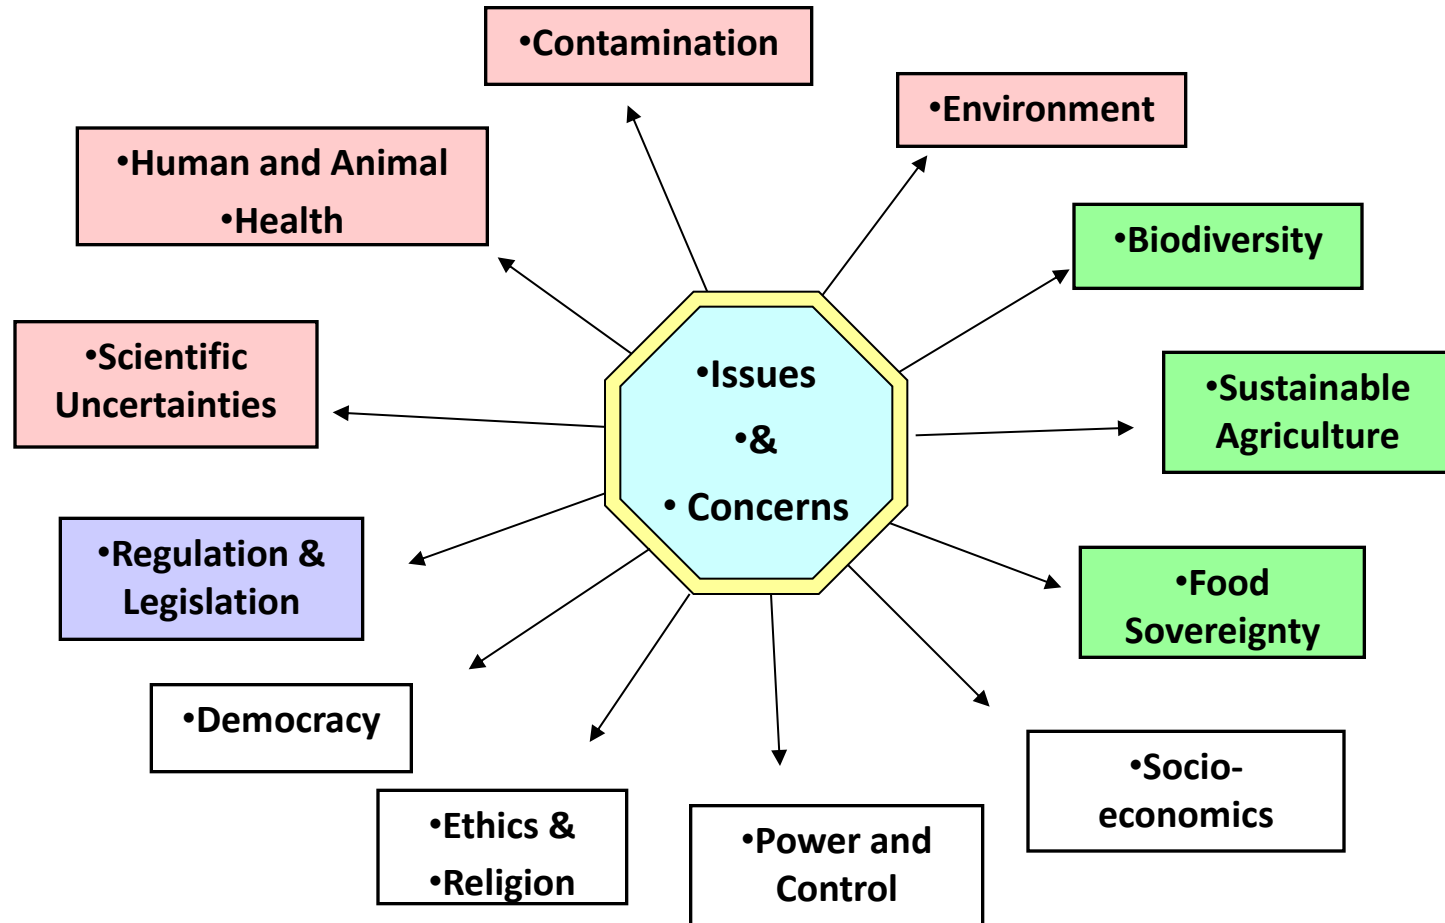 •Contamination
•Environment
•Human and Animal
•Health
•Biodiversity
•Scientific
Uncertainties
•Issues
•&
• Concerns
•Sustainable
Agriculture
•Regulation &
Legislation
•Food
Sovereignty
•Democracy
•Socio-
economics
•Ethics &
•Religion
•Power and
Control